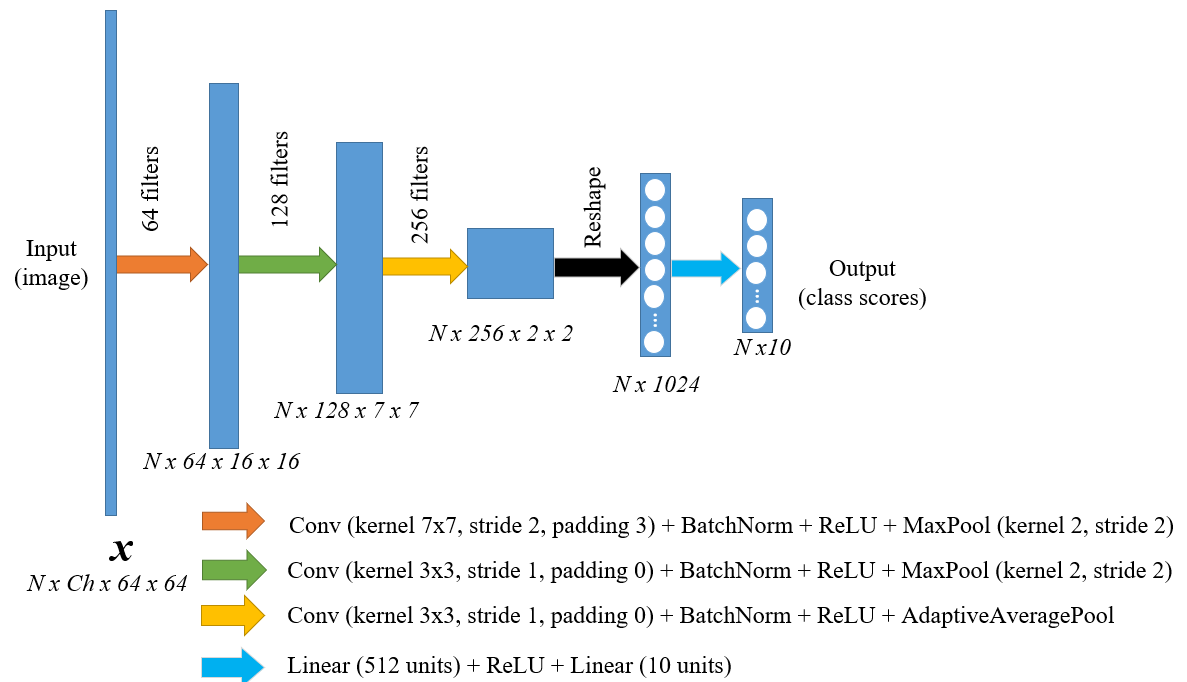 64 filters
128 filters
256 filters
Reshape
Input
(image)
Output
(class scores)
N x 256 x 2 x 2
N x10
N x 1024
N x 128 x 7 x 7
N x 64 x 16 x 16
x
N x Ch x 64 x 64
Conv (kernel 7x7, stride 2, padding 3) + BatchNorm + ReLU + MaxPool (kernel 2, stride 2)
Conv (kernel 3x3, stride 1, padding 0) + BatchNorm + ReLU + MaxPool (kernel 2, stride 2)
Conv (kernel 3x3, stride 1, padding 0) + BatchNorm + ReLU + AdaptiveAveragePool
Linear (512 units) + ReLU + Linear (10 units)